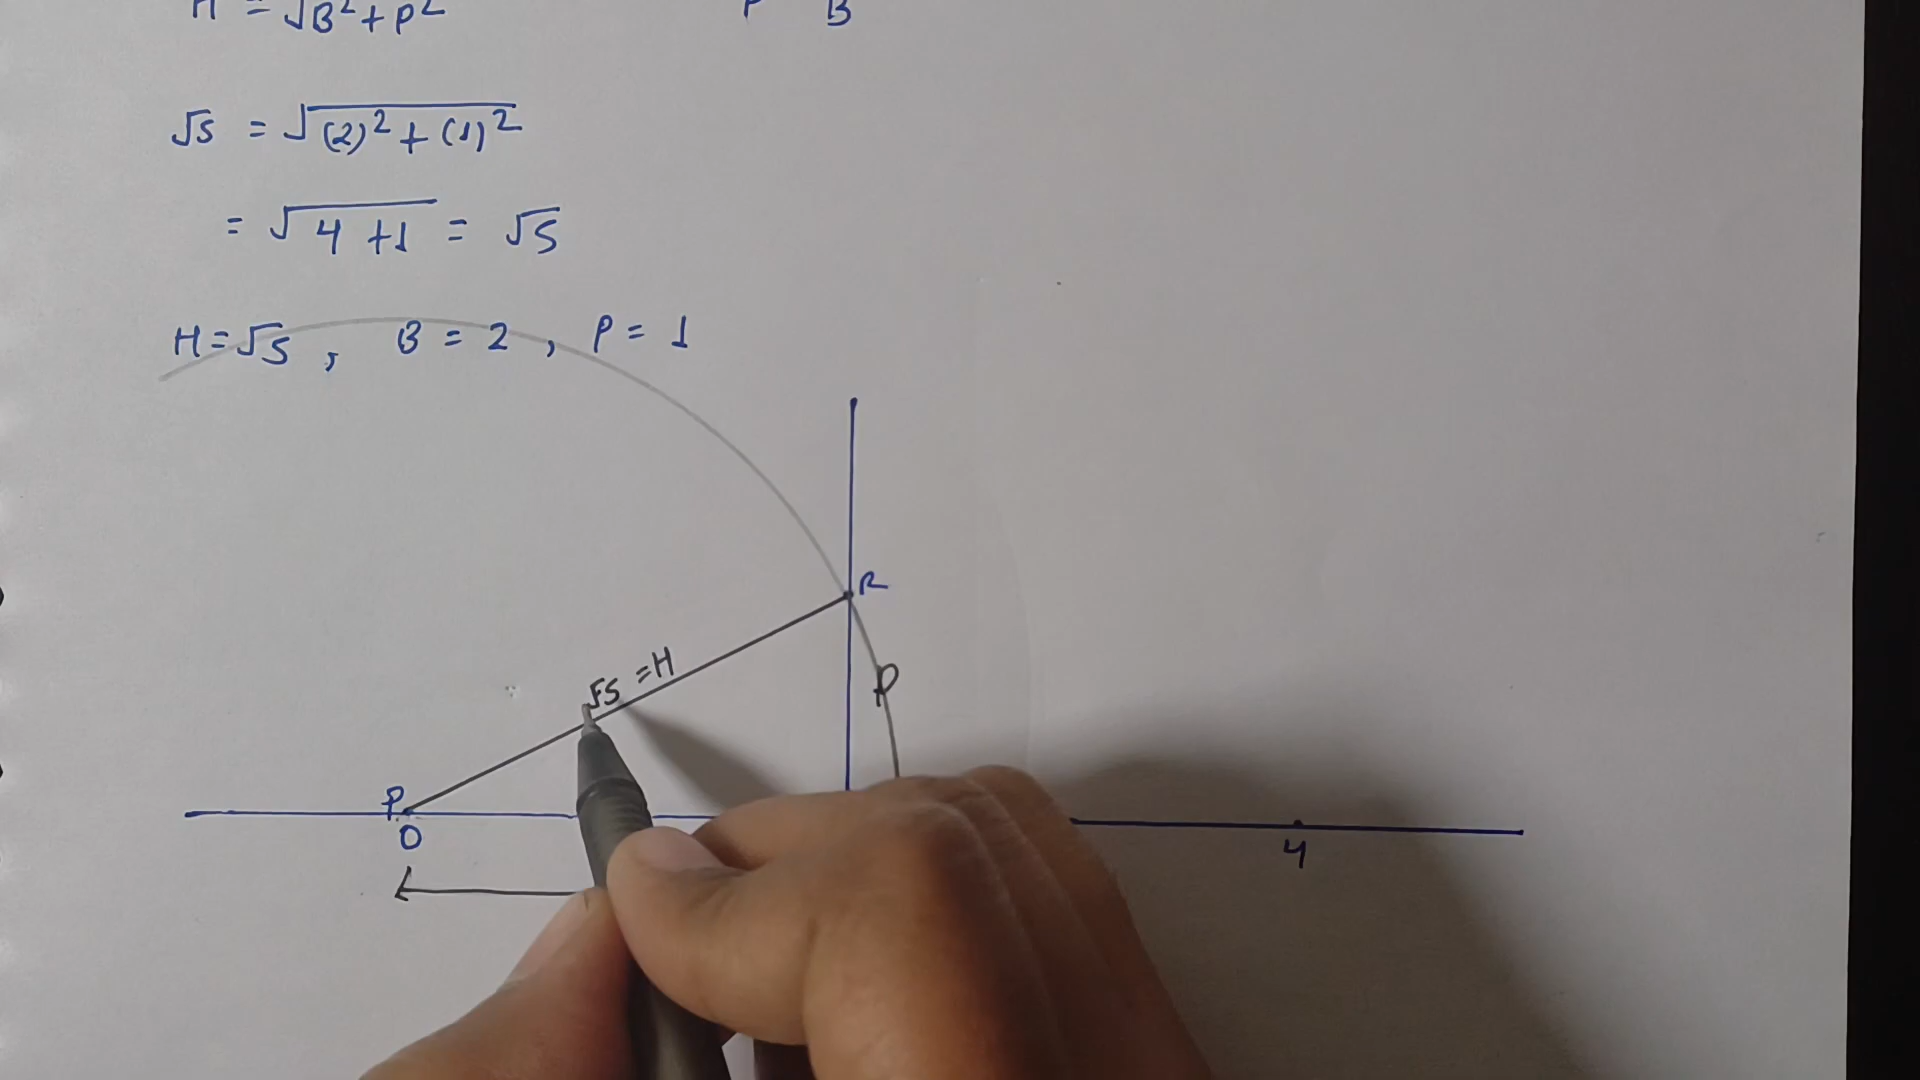 H = √B²+P² P B
√5 = √(2)²+(1)²
= √4+1 = √5
H=√5, B = 2, P = 1
R
√5 =H
P
P
0
4